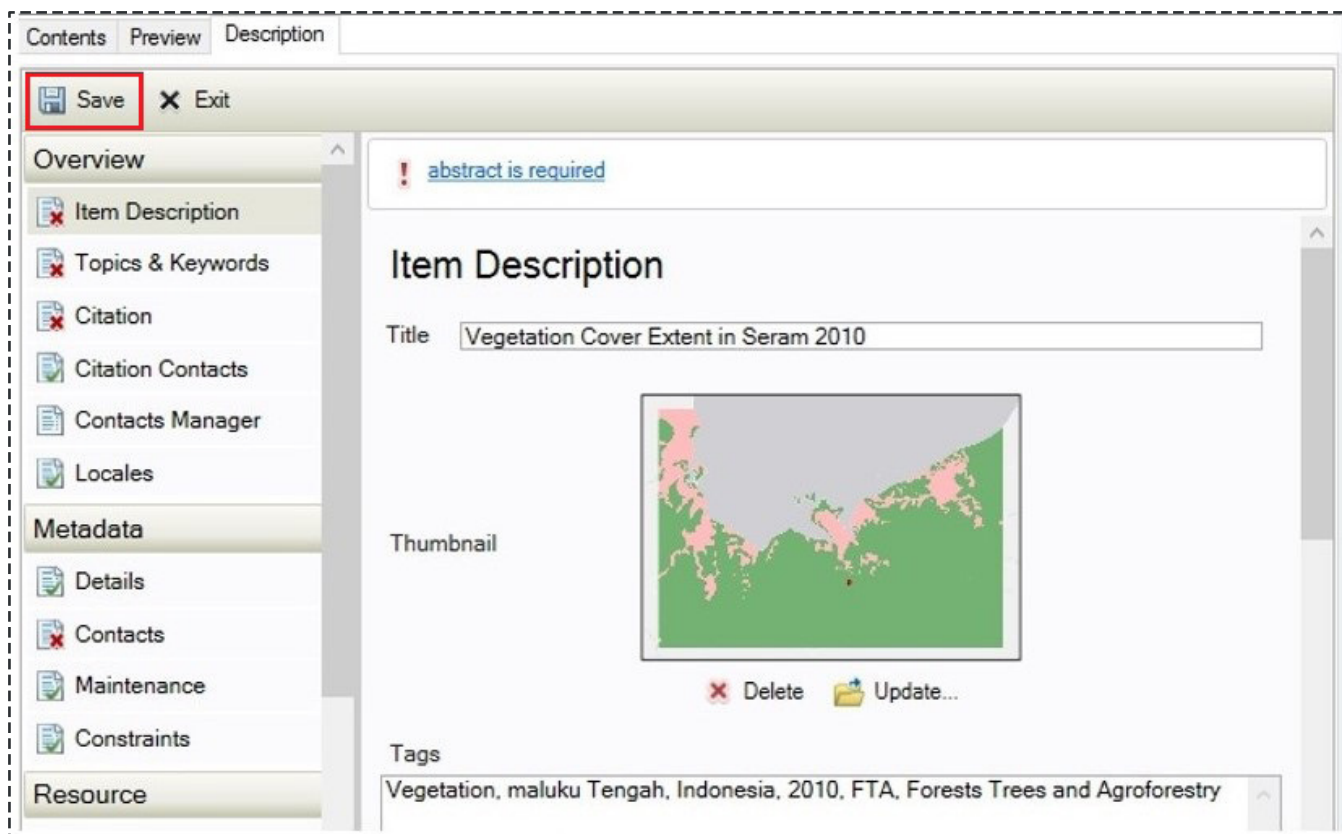 Contents Preview Description
Save Exit
Overview
Item Description
Topics & Keywords
Citation
Citation Contacts
Contacts Manager
Locales
Metadata
Details
Contacts
Maintenance
Constraints
Resource
! abstract is required
Item Description
Title Vegetation Cover Extent in Seram 2010
Thumbnail
Delete Update...
Tags
Vegetation, maluku Tengah, Indonesia, 2010, FTA, Forests Trees and Agroforestry